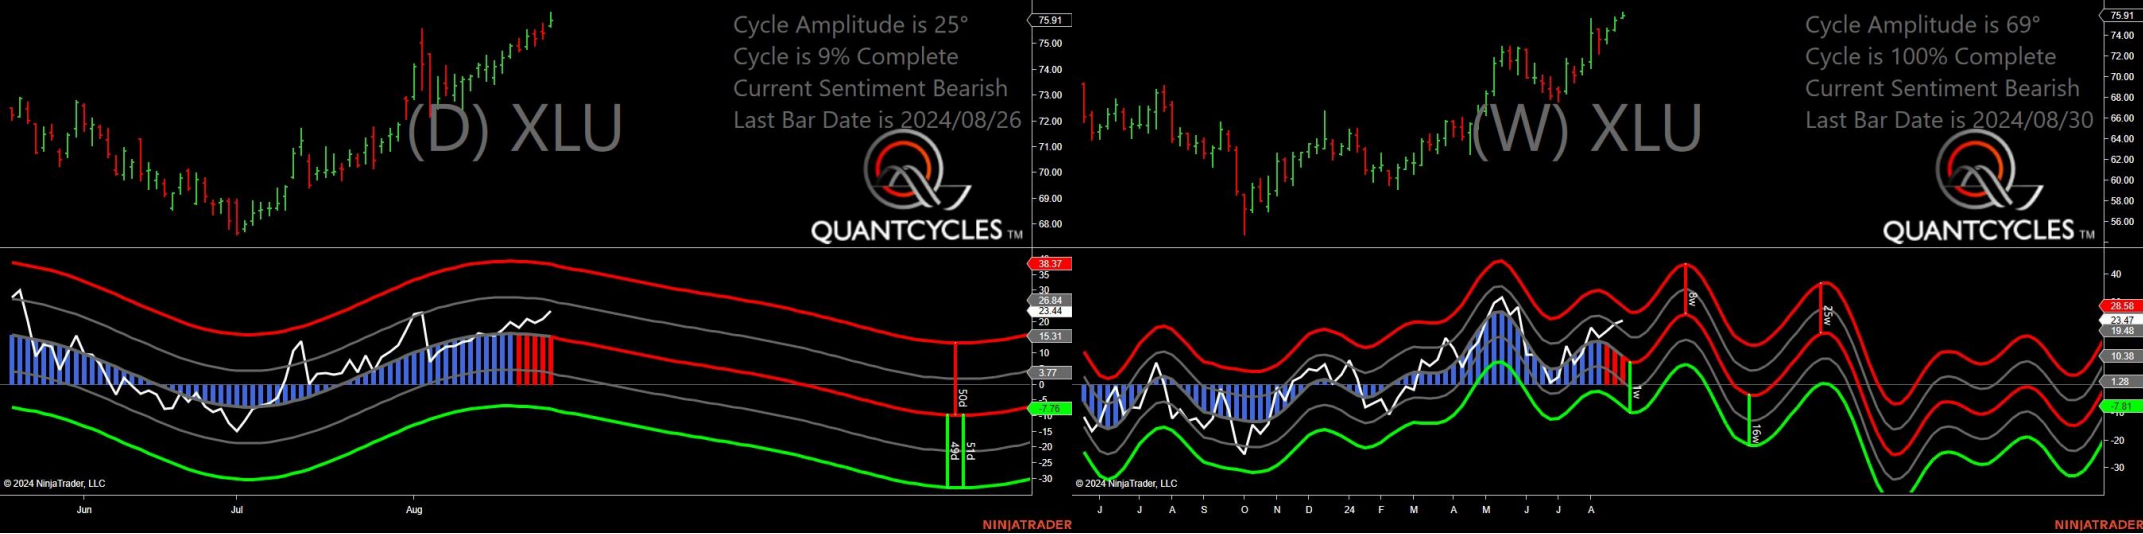 Cycle Amplitude is 25°
Cycle is 9% Complete
Current Sentiment Bearish
Last Bar Date is 2024/08/26
(D) XLU
QUANTCYCLES TM
75.91
75.00
74.00
73.00
72.00
71.00
70.00
69.00
68.00
38.37
35
30
26.84
23.44
20
15.31
10
3.77
0
-5
-7.76
-10
-15
-20
-25
-30
50d
49d
51d
© 2024 NinjaTrader, LLC
Jun
Jul
Aug
NINJATRADER
Cycle Amplitude is 69°
Cycle is 100% Complete
Current Sentiment Bearish
Last Bar Date is 2024/08/30
(W) XLU
QUANTCYCLES TM
75.91
74.00
72.00
70.00
68.00
66.00
64.00
62.00
60.00
58.00
56.00
40
28.58
23.47
19.48
10.38
1.28
-7.81
-20
-30
1w
6w
16w
25w
© 2024 NinjaTrader, LLC
J J A S O N D 24 F M A M J J A
NINJATRADER